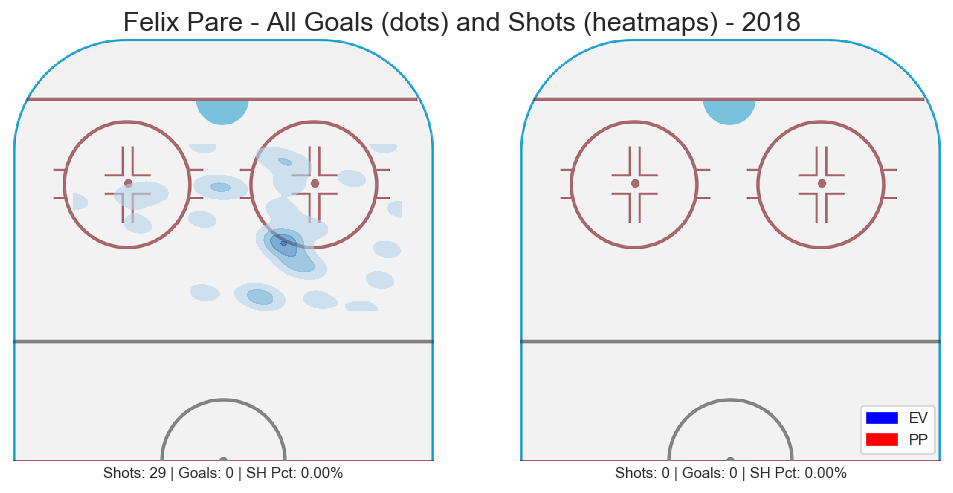 Felix Pare - All Goals (dots) and Shots (heatmaps) - 2018
EV
PP
Shots: 29 | Goals: 0 | SH Pct: 0.00%
Shots: 0 | Goals: 0 | SH Pct: 0.00%